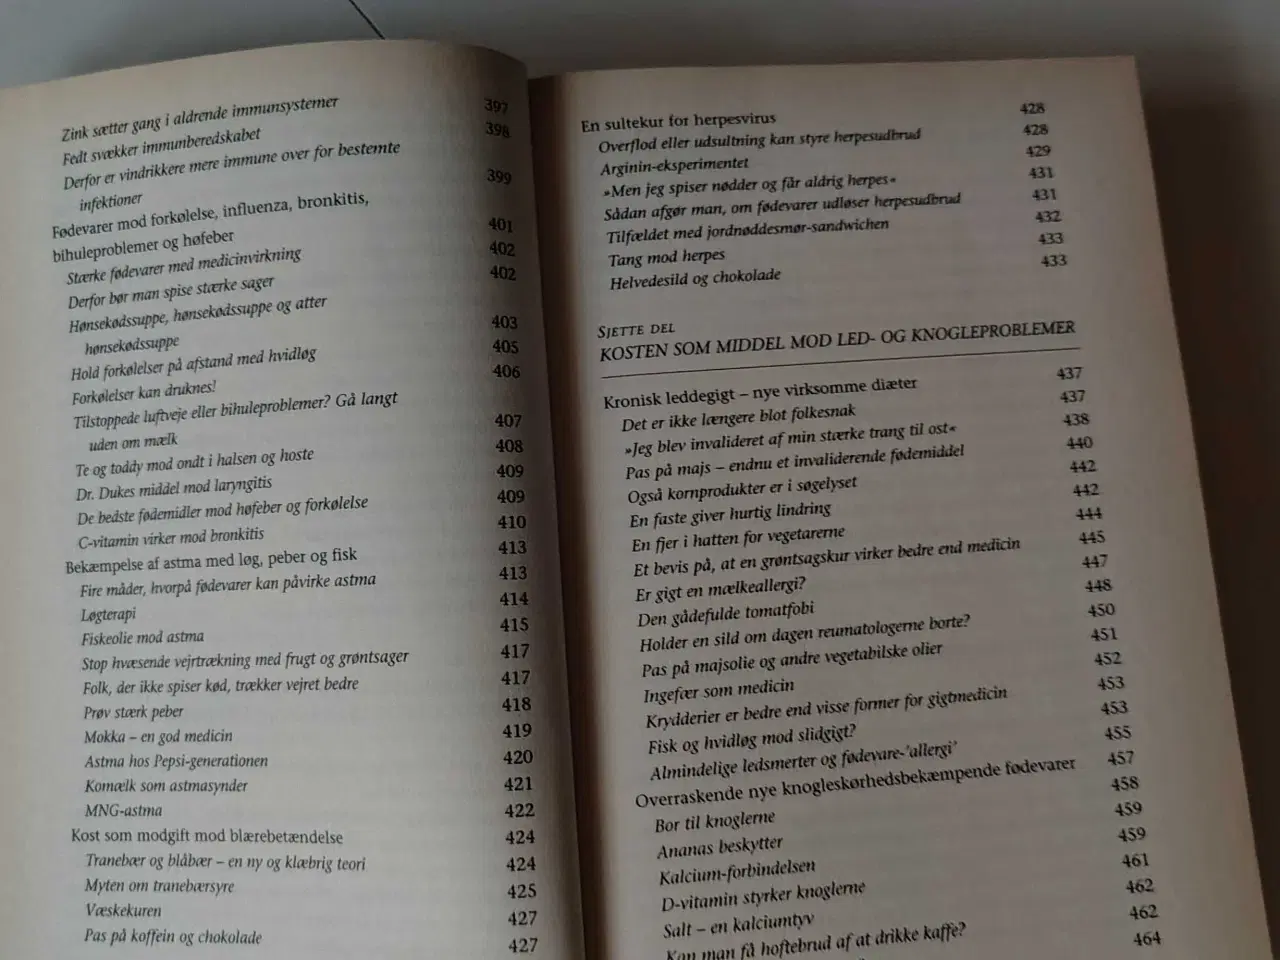 Zink sætter gang i aldrende immunsystemer 397
Fedt svækker immunberedskabet 398
Derfor er vindrikkere mere immune over for bestemte
infektioner 399
Fødevarer mod forkølelse, influenza, bronkitis,
bihuleproblemer og høfeber 401
Stærke fødevarer med medicinvirkning 402
Derfor bør man spise stærke sager 402
Hønsekødssuppe, hønsekødssuppe og atter
hønsekødssuppe 403
Hold forkølelser på afstand med hvidløg 405
Forkølelser kan druknes! 406
Tilstoppede luftveje eller bihuleproblemer? Gå langt
uden om mælk 407
Te og toddy mod ondt i halsen og hoste 408
Dr. Dukes middel mod laryngitis 409
De bedste fødemidler mod høfeber og forkølelse 409
C-vitamin virker mod bronkitis 410
Bekæmpelse af astma med løg, peber og fisk 413
Fire måder, hvorpå fødevarer kan påvirke astma 413
Løgterapi 414
Fiskeolie mod astma 415
Stop hvæsende vejrtrækning med frugt og grøntsager 417
Folk, der ikke spiser kød, trækker vejret bedre 417
Prøv stærk peber 418
Mokka – en god medicin 419
Astma hos Pepsi-generationen 420
Komælk som astmasynder 421
MNG-astma 422
Kost som modgift mod blærebetændelse 424
Tranebær og blåbær – en ny og klæbrig teori 424
Myten om tranebærsyre 425
Væskekuren 427
Pas på koffein og chokolade 427
En sultekur for herpesvirus 428
Overflod eller udsultning kan styre herpesudbrud 428
Arginin-eksperimentet 429
»Men jeg spiser nødder og får aldrig herpes« 431
Sådan afgør man, om fødevarer udløser herpesudbrud 431
Tilfældet med jordnøddesmør-sandwichen 432
Tang mod herpes 433
Helvedesild og chokolade 433
SJETTE DEL
KOSTEN SOM MIDDEL MOD LED- OG KNOGLEPROBLEMER
Kronisk leddegigt – nye virksomme diæter 437
Det er ikke længere blot folkesnak 437
»Jeg blev invalideret af min stærke trang til ost« 438
Pas på majs – endnu et invaliderende fødemiddel 440
Også kornprodukter er i søgelyset 442
En faste giver hurtig lindring 442
En fjer i hatten for vegetarerne 444
Et bevis på, at en grøntsagskur virker bedre end medicin 445
Er gigt en mælkeallergi? 447
Den gådefulde tomatfobi 448
Holder en sild om dagen reumatologerne borte? 450
Pas på majsolie og andre vegetabilske olier 451
Ingefær som medicin 452
Krydderier er bedre end visse former for gigtmedicin 453
Fisk og hvidløg mod slidgigt? 453
Almindelige ledsmerter og fødevare-'allergi' 455
Overraskende nye knogleskørhedsbekæmpende fødevarer 457
Bor til knoglerne 458
Ananas beskytter 459
Kalcium-forbindelsen 459
D-vitamin styrker knoglerne 461
Salt – en kalciumtyv 462
Kan man få hoftebrud af at drikke kaffe? 462
464